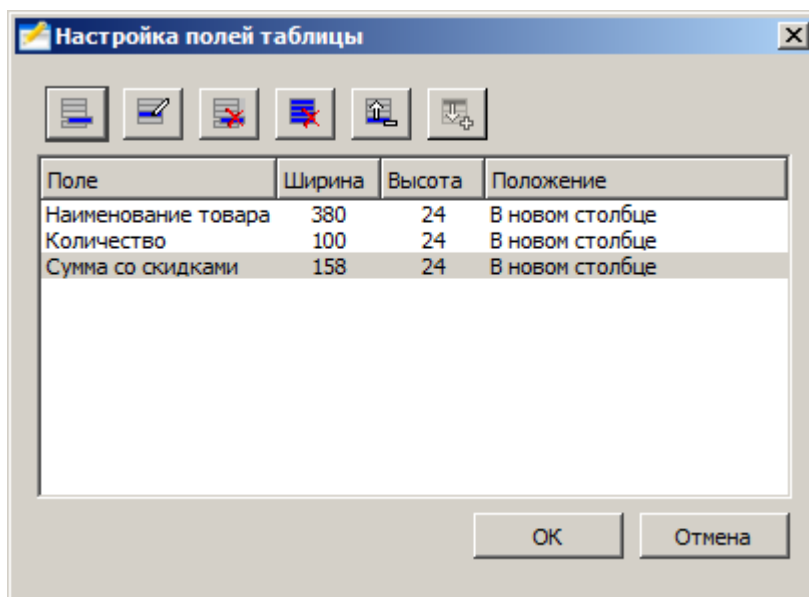 Настройка полей таблицы
Поле Ширина Высота Положение
Наименование товара 380 24 В новом столбце
Количество 100 24 В новом столбце
Сумма со скидками 158 24 В новом столбце
ОК Отмена